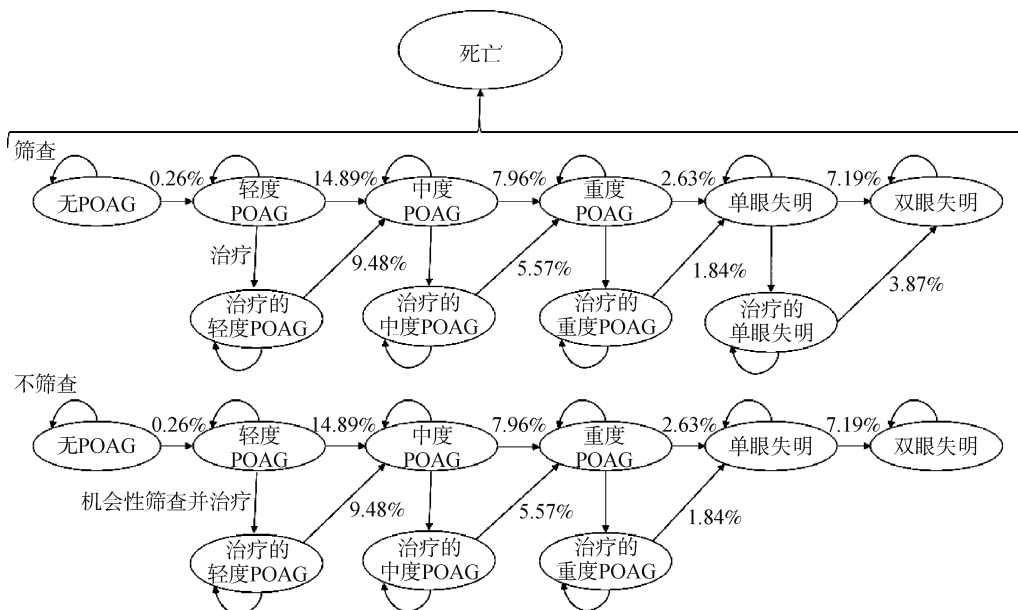 死亡
筛查
无POAG
0.26%
轻度
POAG
14.89%
中度
POAG
7.96%
重度
POAG
2.63%
单眼失明
7.19%
双眼失明
治疗
9.48%
5.57%
1.84%
3.87%
治疗的
轻度POAG
治疗的
中度POAG
治疗的
重度POAG
治疗的
单眼失明
不筛查
无POAG
0.26%
轻度
POAG
14.89%
中度
POAG
7.96%
重度
POAG
2.63%
单眼失明
7.19%
双眼失明
机会性筛查并治疗
9.48%
5.57%
1.84%
治疗的
轻度POAG
治疗的
中度POAG
治疗的
重度POAG